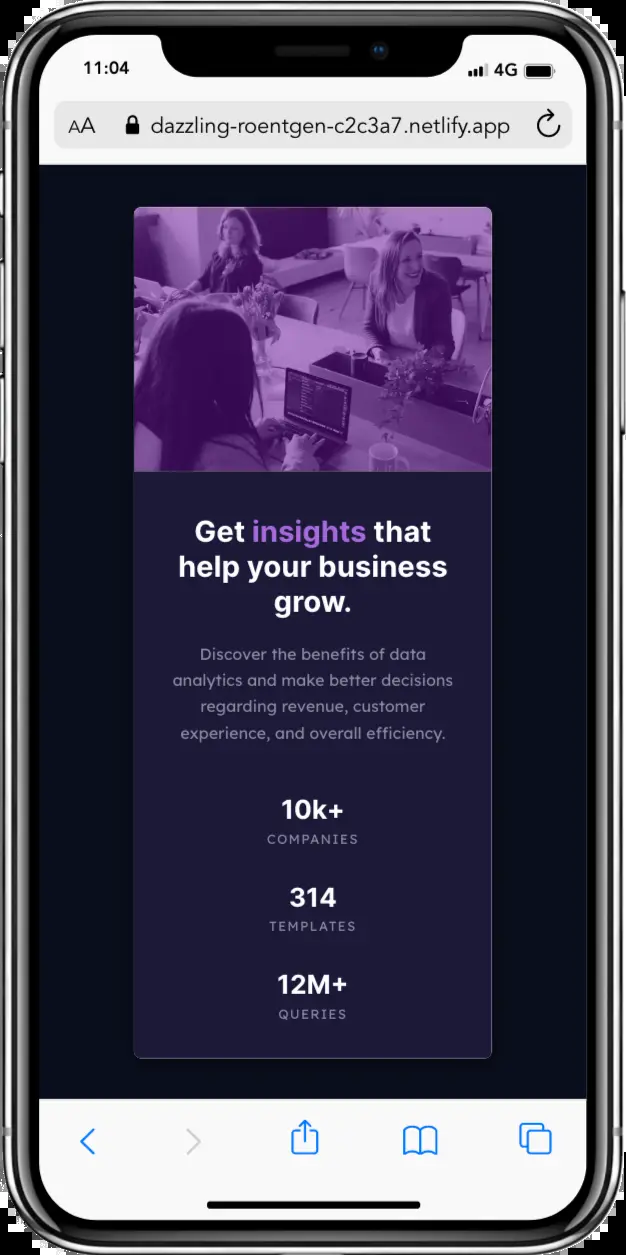 11:04
4G
AA dazzling-roentgen-c2c3a7.netlify.app
Get insights that
help your business
grow.
Discover the benefits of data
analytics and make better decisions
regarding revenue, customer
experience, and overall efficiency.
10k+
COMPANIES
314
TEMPLATES
12M+
QUERIES